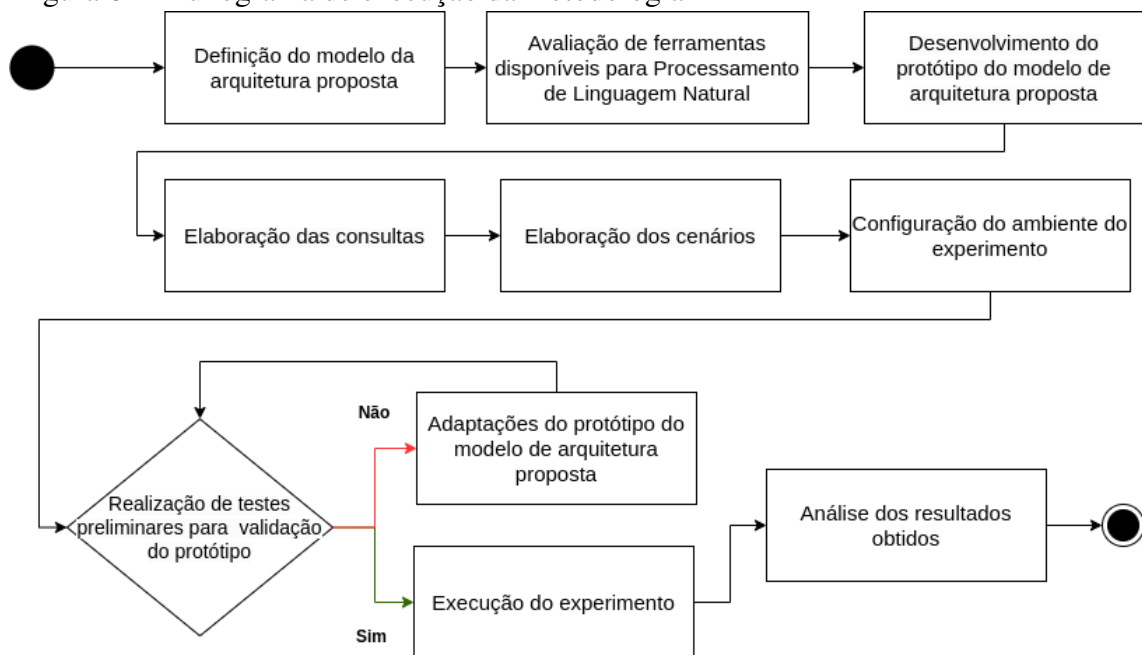 Definição do modelo da
arquitetura proposta
Avaliação de ferramentas
disponíveis para Processamento
de Linguagem Natural
Desenvolvimento do
protótipo do modelo de
arquitetura proposta
Elaboração das consultas
Elaboração dos cenários
Configuração do ambiente do
experimento
Não
Adaptações do protótipo do
modelo de arquitetura
proposta
Realização de testes
preliminares para validação
do protótipo
Análise dos resultados
obtidos
Execução do experimento
Sim